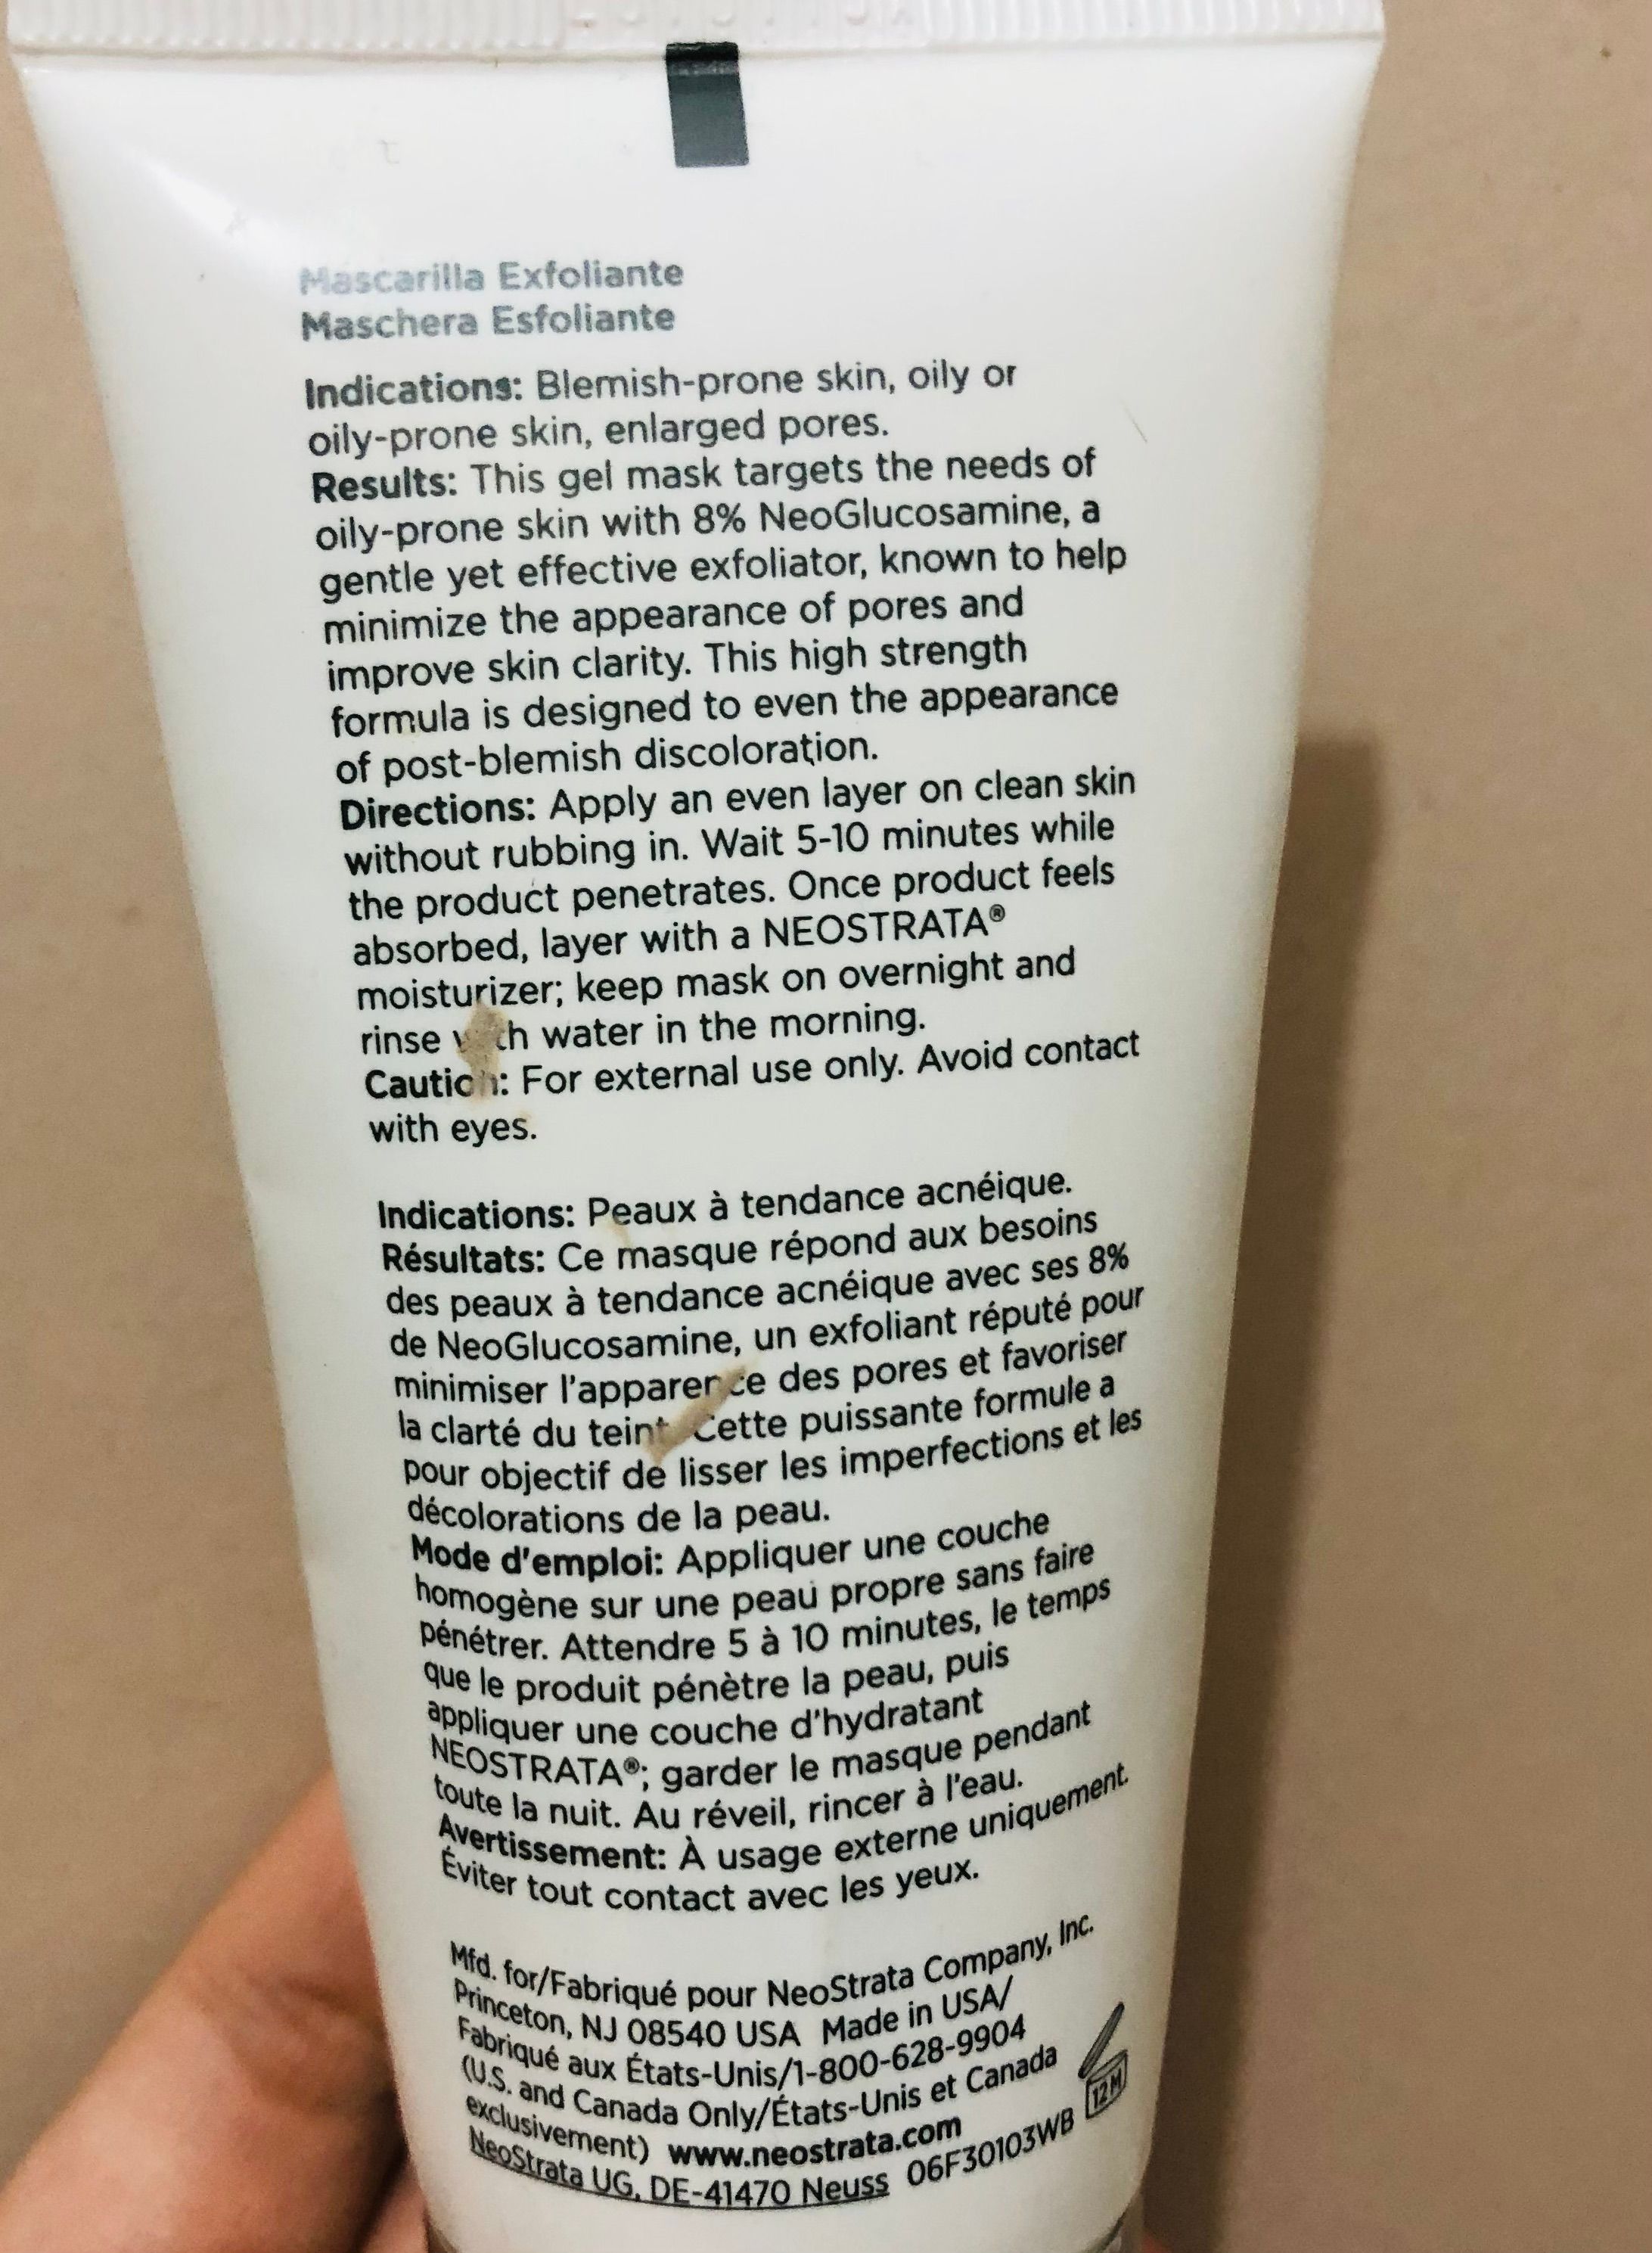 Mascarilla Exfoliante
Maschera Esfoliante
Indications: Blemish-prone skin, oily or
oily-prone skin, enlarged pores.
Results: This gel mask targets the needs of
oily-prone skin with 8% NeoGlucosamine, a
gentle yet effective exfoliator, known to help
minimize the appearance of pores and
improve skin clarity. This high strength
formula is designed to even the appearance
of post-blemish discoloration.
Directions: Apply an even layer on clean skin
without rubbing in. Wait 5-10 minutes while
the product penetrates. Once product feels
absorbed, layer with a NEOSTRATA®
moisturizer; keep mask on overnight and
rinse with water in the morning.
Caution: For external use only. Avoid contact
with eyes.
Indications: Peaux à tendance acnéique.
Résultats: Ce masque répond aux besoins
des peaux à tendance acnéique avec ses 8%
de NeoGlucosamine, un exfoliant réputé pour
minimiser l'apparence des pores et favoriser
la clarté du teint. Cette puissante formule a
pour objectif de lisser les imperfections et les
décolorations de la peau.
Mode d'emploi: Appliquer une couche
homogène sur une peau propre sans faire
pénétrer. Attendre 5 à 10 minutes, le temps
que le produit pénètre la peau, puis
appliquer une couche d'hydratant
NEOSTRATA®; garder le masque pendant
toute la nuit. Au réveil, rincer à l'eau.
Avertissement: À usage externe uniquement.
Éviter tout contact avec les yeux.
Mfd. for/Fabriqué pour NeoStrata Company, Inc.
Princeton, NJ 08540 USA Made in USA/
Fabriqué aux États-Unis/1-800-628-9904
(U.S. and Canada Only/États-Unis et Canada
exclusivement) www.neostrata.com
NeoStrata UG, DE-41470 Neuss 06F30103WB
12M